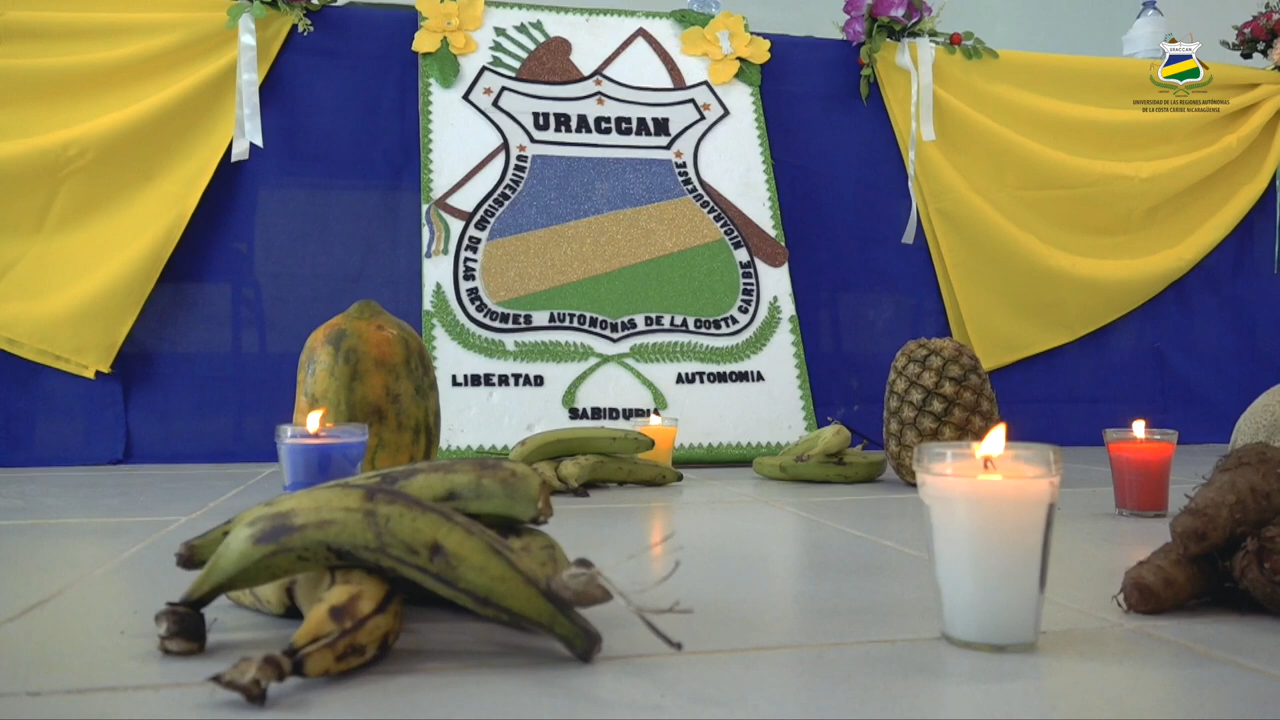 URACCAN
UNIVERSIDAD DE LAS REGIONES AUTONOMAS DE LA COSTA CARIBE NICARAGUENSE
LIBERTAD
AUTONOMIA
SABIDURIA
URACCAN
UNIVERSIDAD DE LAS REGIONES AUTÓNOMAS
DE LA COSTA CARIBE NICARAGÜENSE